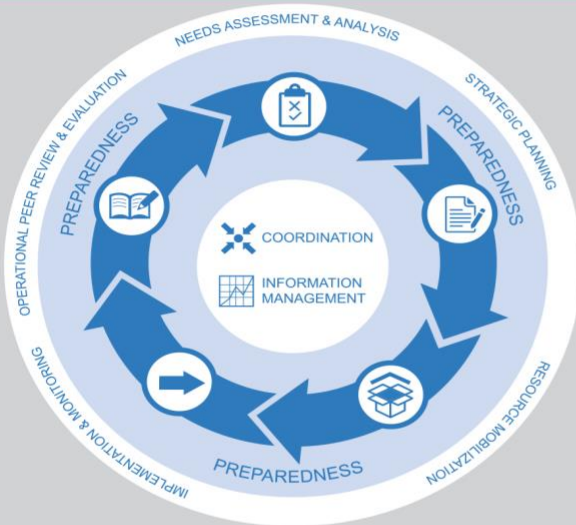 NEEDS ASSESSMENT & ANALYSIS
STRATEGIC PLANNING
RESOURCE MOBILIZATION
IMPLEMENTATION & MONITORING
OPERATIONAL PEER REVIEW & EVALUATION
PREPAREDNESS
PREPAREDNESS
PREPAREDNESS
COORDINATION
INFORMATION
MANAGEMENT